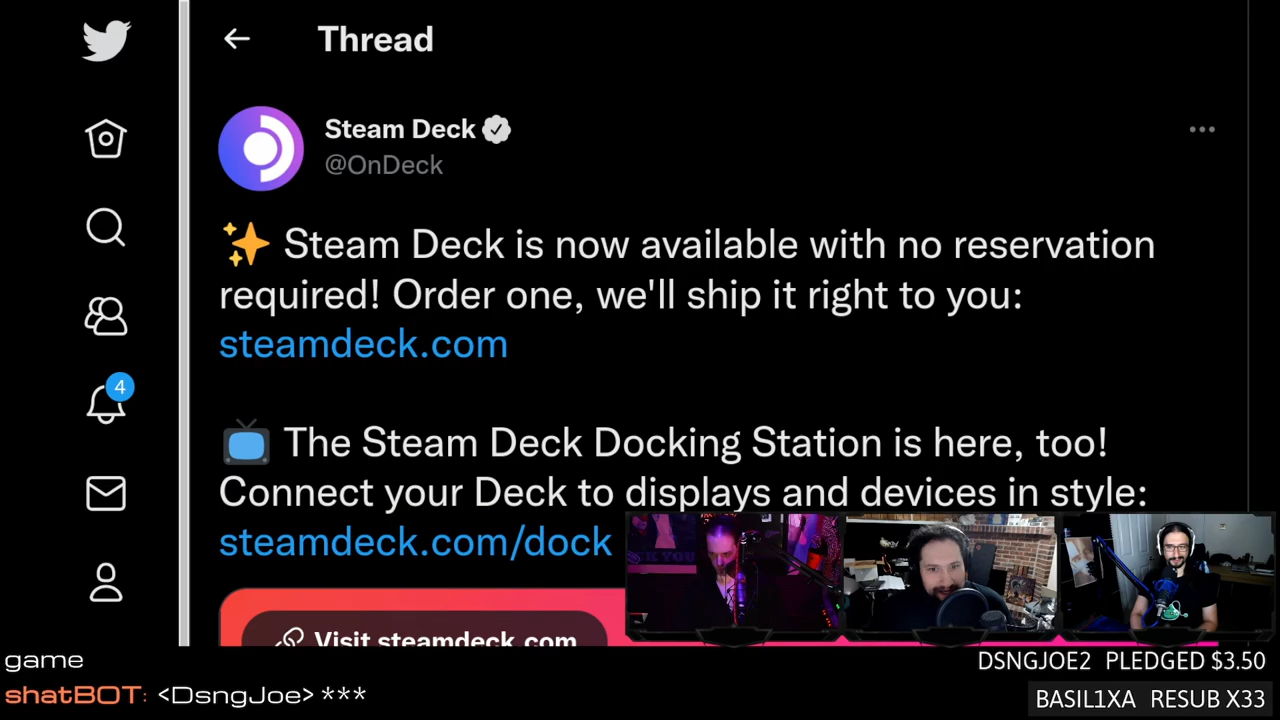 Thread
Steam Deck
@OnDeck
✨ Steam Deck is now available with no reservation
required! Order one, we'll ship it right to you:
steamdeck.com
📺 The Steam Deck Docking Station is here, too!
Connect your Deck to displays and devices in style:
steamdeck.com/dock
Visit steamdeck.com
4
game
shatBOT: <DsngJoe> ***
DSNGJOE2 PLEDGED $3.50
BASIL1XA RESUB X33